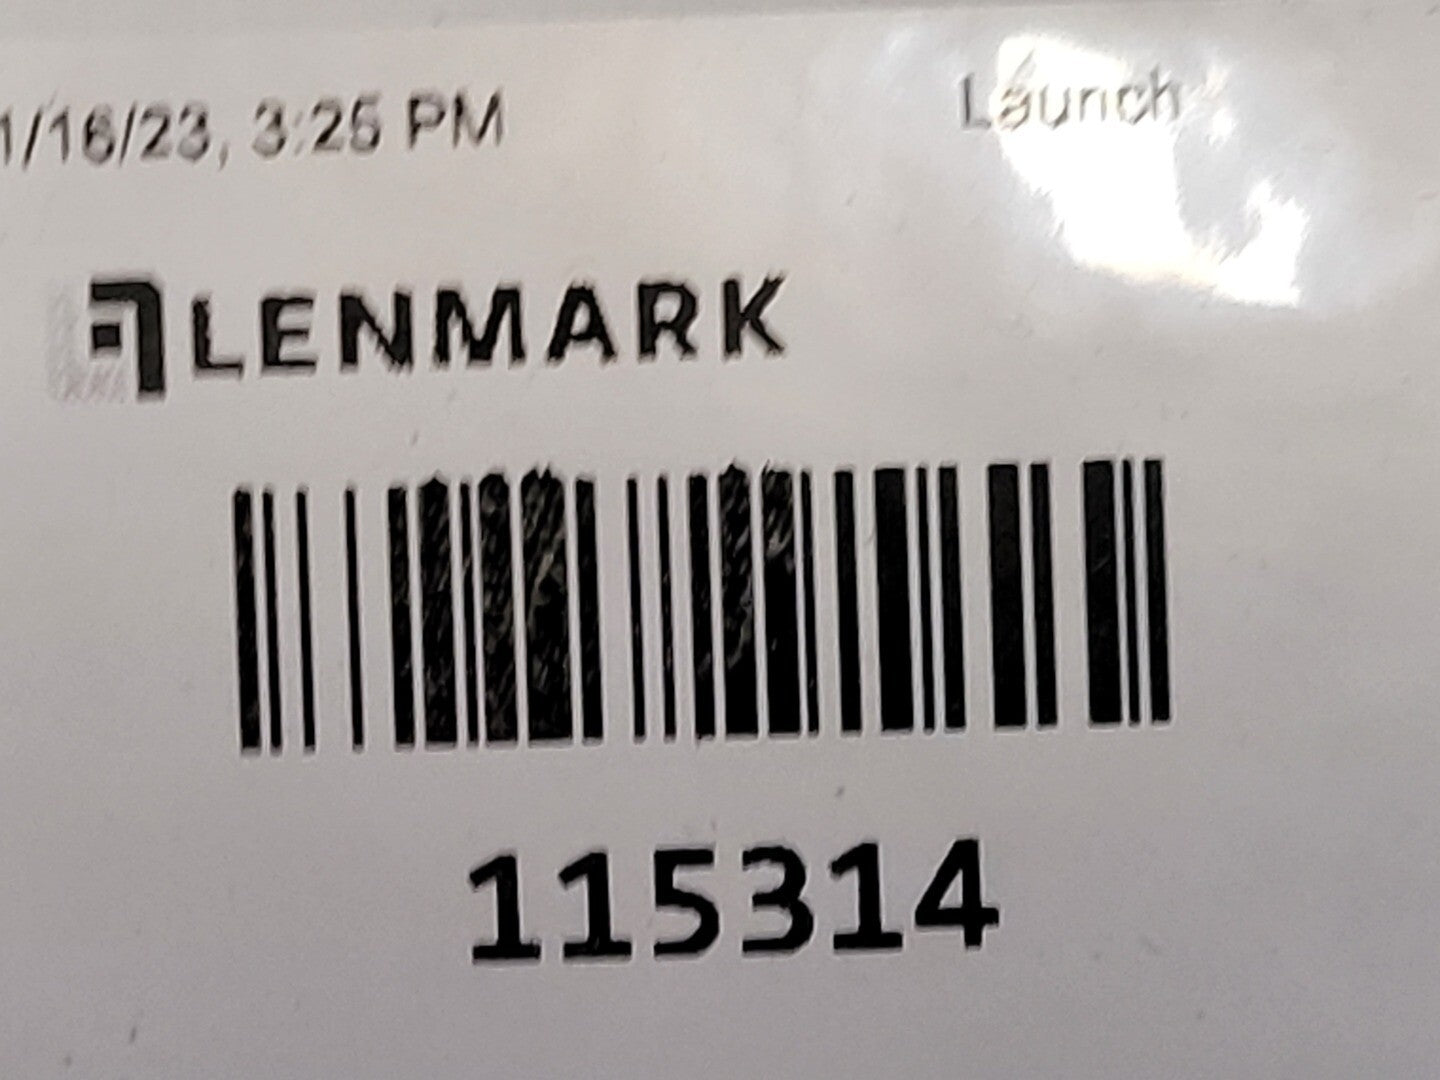 1/16/23, 3:25 PM
Launch
LENMARK
115314